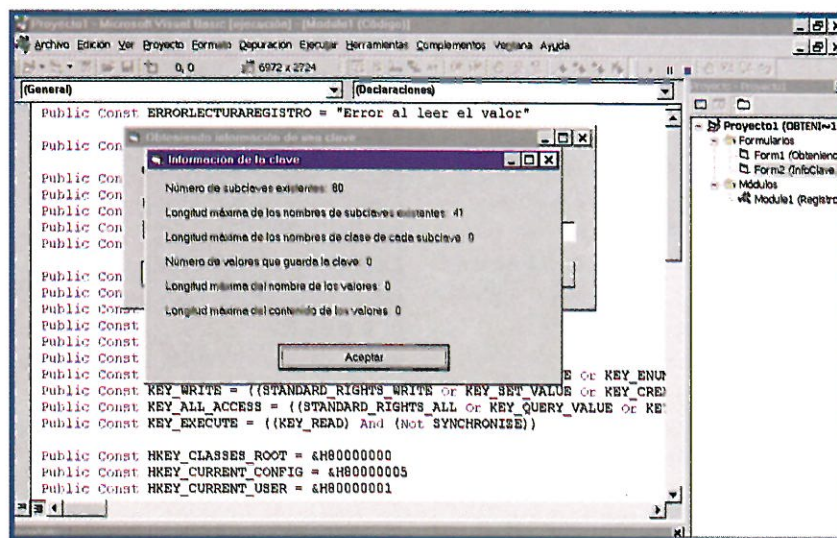 Proyecto1 - Microsoft Visual Basic [ejecución] - [Module1 (Código)]
Archivo Edición Ver Proyecto Formato Depuración Ejecutar Herramientas Complementos Ventana Ayuda
0, 0 6972 x 2724
(General) (Declaraciones)
Public Const ERRORLECTURAREGISTRO = "Error al leer el valor"
Public Con
Obteniendo información de una clave
Información de la clave
Número de subclaves existentes: 80
Longitud máxima de los nombres de subclaves existentes: 41
Longitud máxima de los nombres de clase de cada subclave: 0
Número de valores que guarda la clave: 0
Longitud máxima del nombre de los valores: 0
Longitud máxima del contenido de los valores: 0
Aceptar
Public Con
Public Con
Public Con
Public Con
Public Con
Public Con
Public Con
Public Const
Public Const
Public Const
Public Const
Public Const E Or KEY_ENUM
Public Const KEY_WRITE = ((STANDARD_RIGHTS_WRITE Or KEY_SET_VALUE Or KEY_CREA
Public Const KEY_ALL_ACCESS = ((STANDARD_RIGHTS_ALL Or KEY_QUERY_VALUE Or KE
Public Const KEY_EXECUTE = ((KEY_READ) And (Not SYNCHRONIZE))
Public Const HKEY_CLASSES_ROOT = &H80000000
Public Const HKEY_CURRENT_CONFIG = &H80000005
Public Const HKEY_CURRENT_USER = &H80000001
Proyecto - Proyecto1
Proyecto1 (OBTENI~1
Formularios
Form1 (Obteniend
Form2 (InfoClave
Módulos
Module1 (Registro